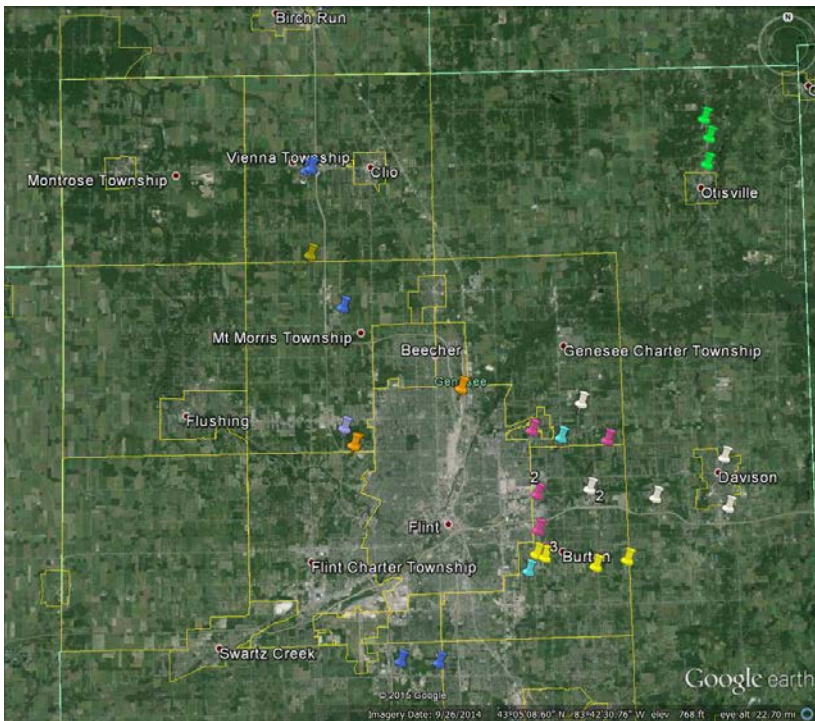 Birch Run
Vienna Township
Clio
Montrose Township
Otisville
Mt Morris Township
Beecher
Genesee Charter Township
Genesee
Flushing
2
Davison
2
Flint
3
Burton
Flint Charter Township
Swartz Creek
Google earth
© 2015 Google
Imagery Date: 9/26/2014 43°05'08.60" N -83°42'30.76" W elev 768 ft eye alt 22.70 mi
N